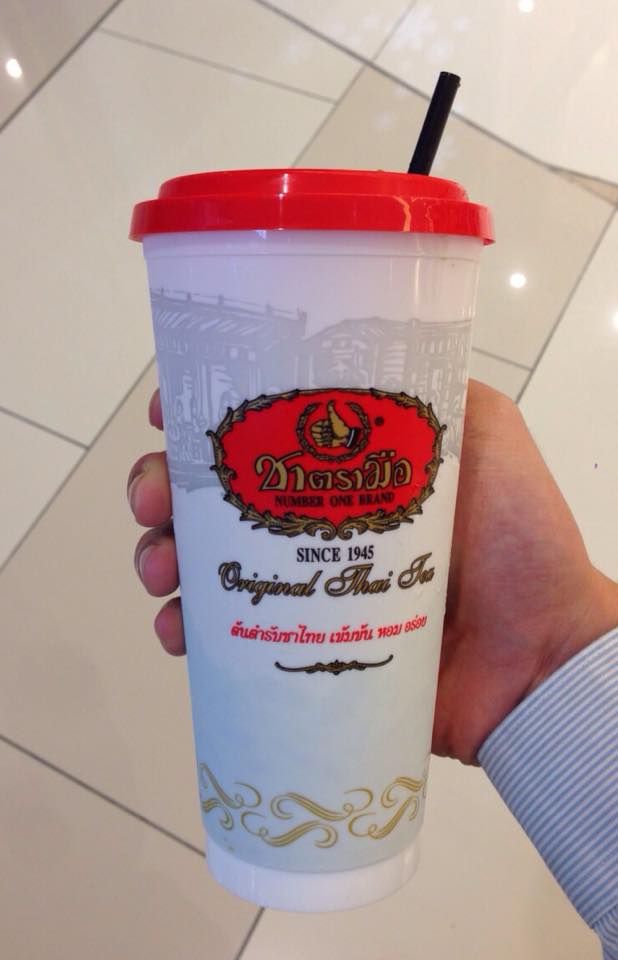 ชาตรามือ
NUMBER ONE BRAND
SINCE 1945
Original Thai Tea
ต้นตำรับชาไทย เข้มข้น หอม อร่อย